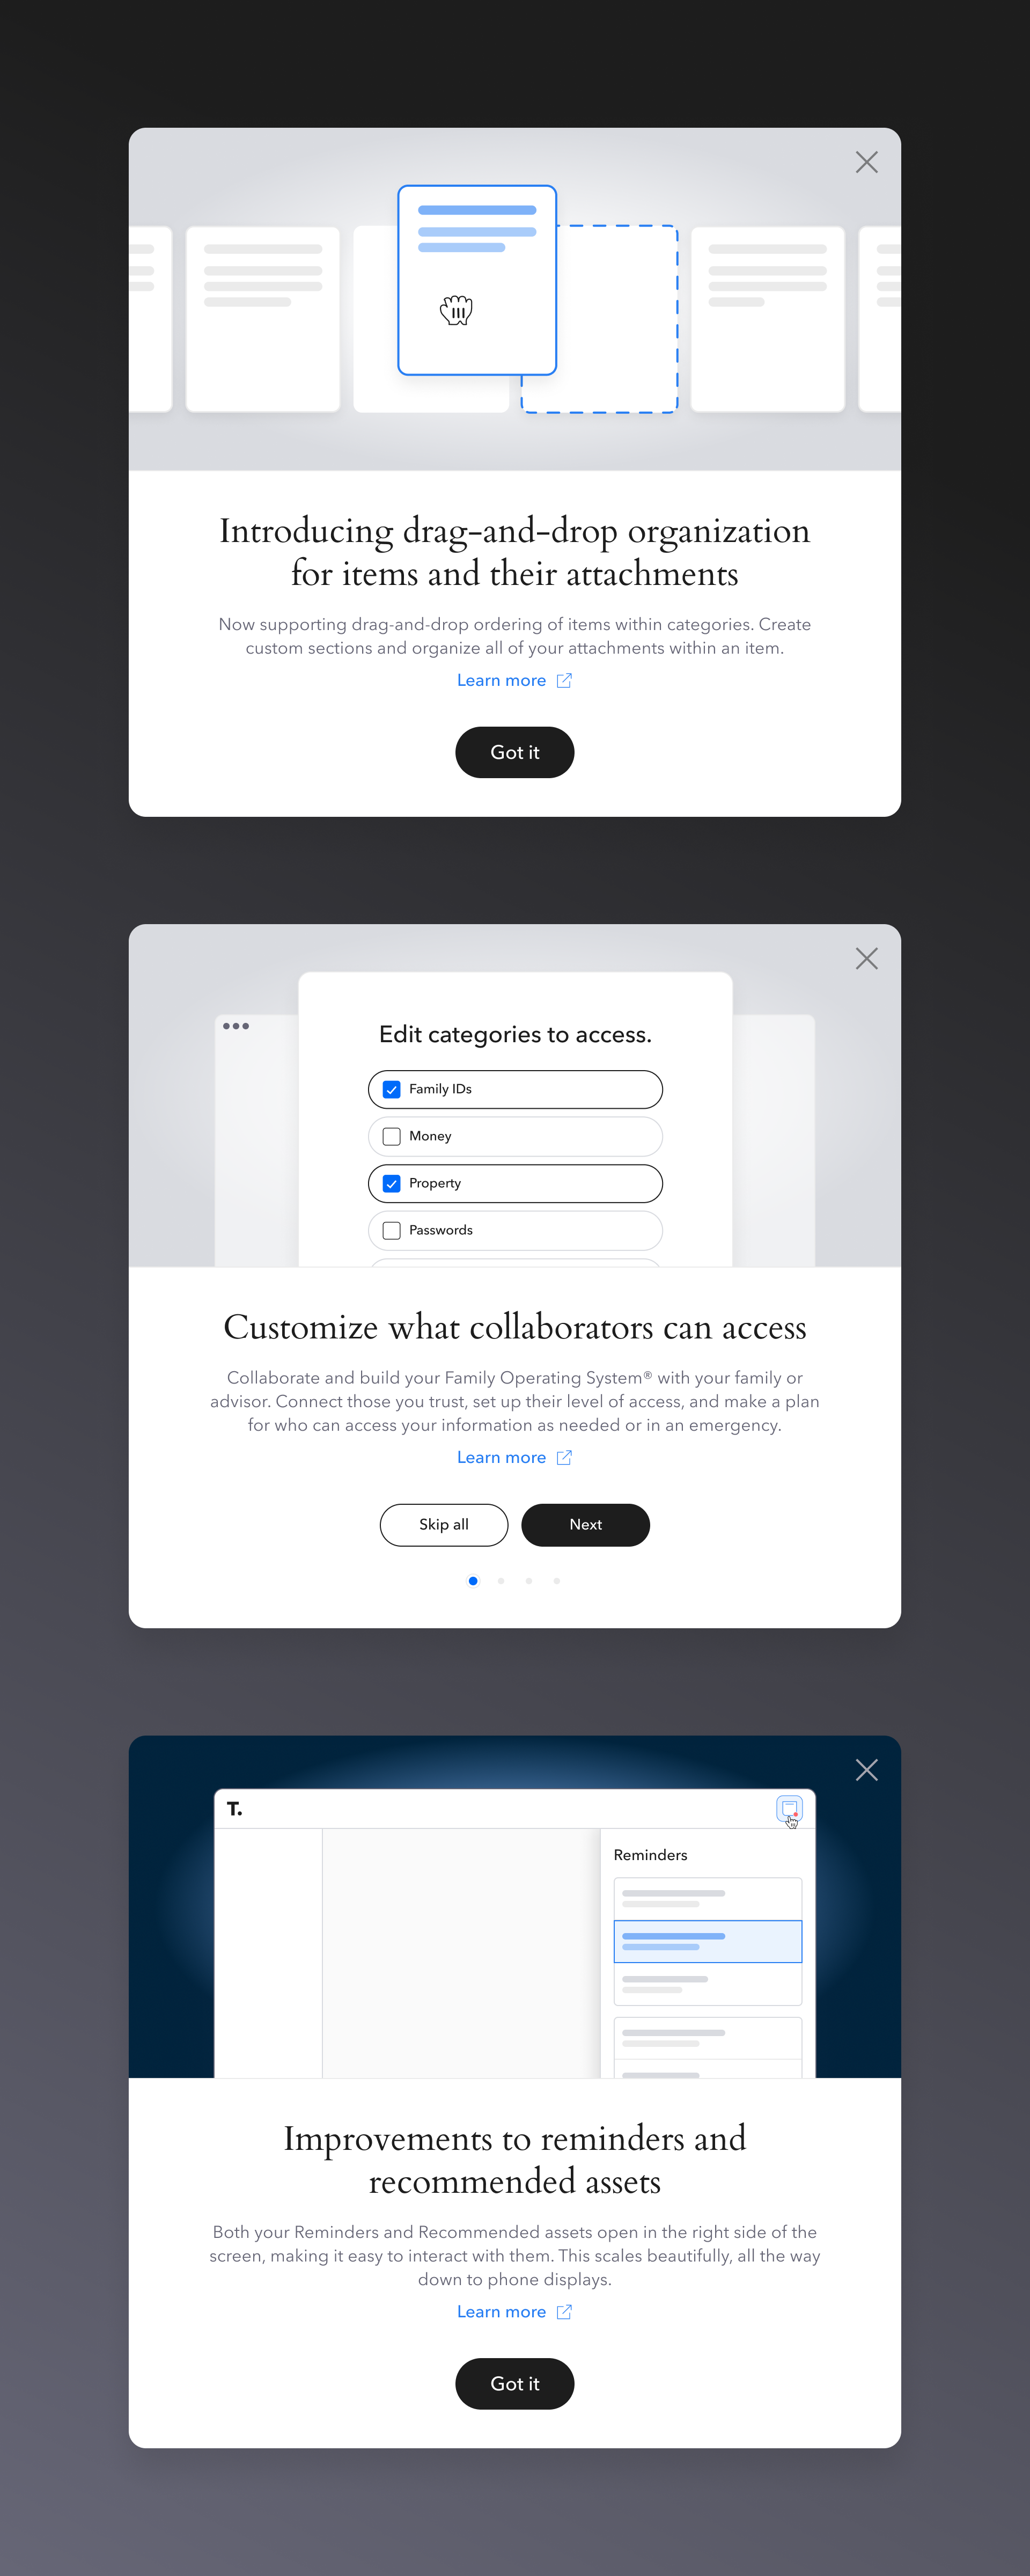 Introducing drag-and-drop organization
for items and their attachments
Now supporting drag-and-drop ordering of items within categories. Create
custom sections and organize all of your attachments within an item.
Learn more
Got it
Edit categories to access.
Family IDs
Money
Property
Passwords
Customize what collaborators can access
Collaborate and build your Family Operating System® with your family or
advisor. Connect those you trust, set up their level of access, and make a plan
for who can access your information as needed or in an emergency.
Learn more
Skip all
Next
T.
Reminders
Improvements to reminders and
recommended assets
Both your Reminders and Recommended assets open in the right side of the
screen, making it easy to interact with them. This scales beautifully, all the way
down to phone displays.
Learn more
Got it